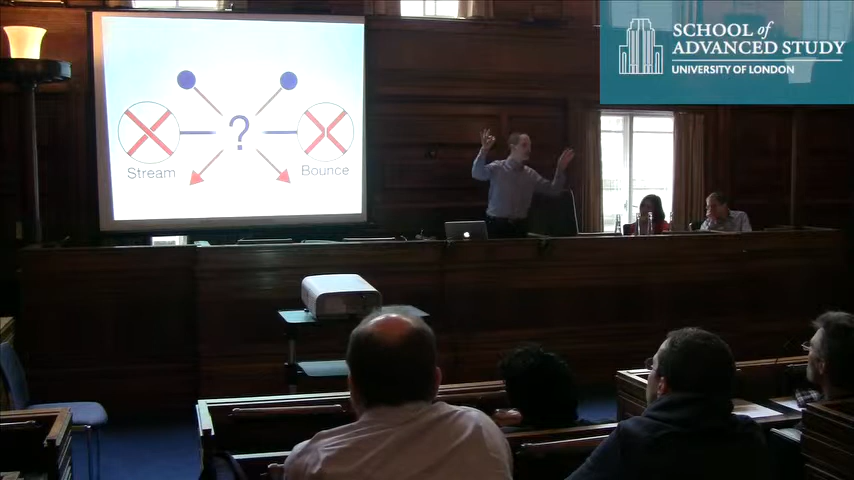 SCHOOL of
ADVANCED STUDY
UNIVERSITY OF LONDON
?
Stream
Bounce